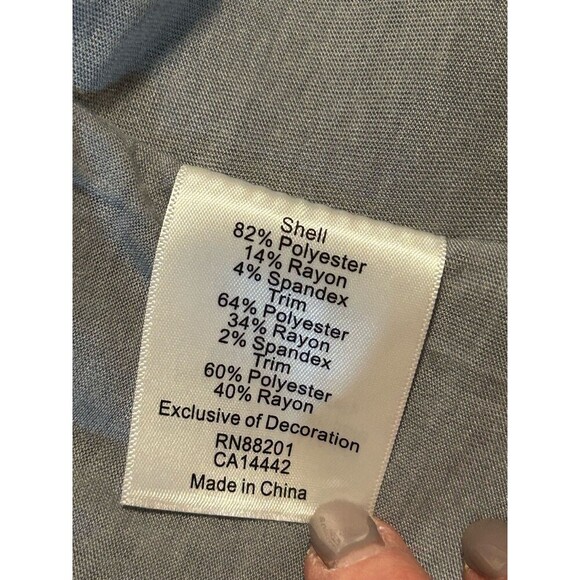 Shell
82% Polyester
14% Rayon
4% Spandex
Trim
64% Polyester
34% Rayon
2% Spandex
Trim
60% Polyester
40% Rayon
Exclusive of Decoration
RN88201
CA14442
Made in China